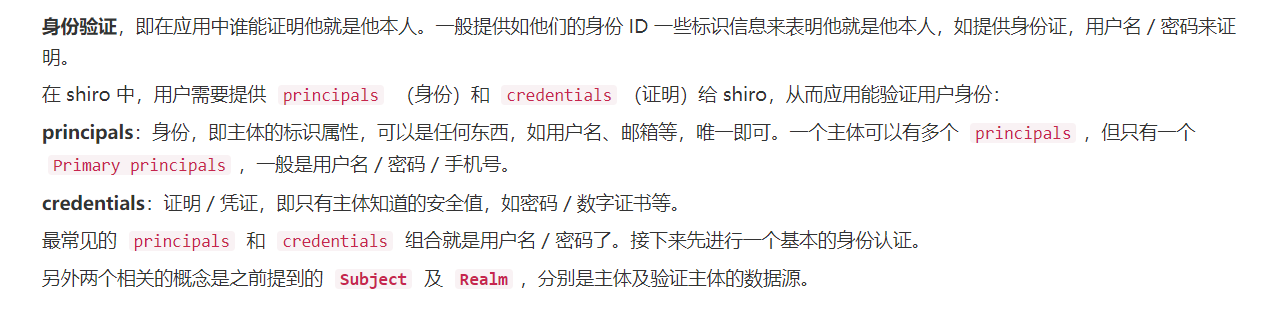 身份验证，即在应用中谁能证明他就是他本人。一般提供如他们的身份 ID 一些标识信息来表明他就是他本人，如提供身份证，用户名 / 密码来证
明。
在 shiro 中，用户需要提供 principals （身份）和 credentials （证明）给 shiro，从而应用能验证用户身份：
principals：身份，即主体的标识属性，可以是任何东西，如用户名、邮箱等，唯一即可。一个主体可以有多个 principals ，但只有一个
Primary principals ，一般是用户名 / 密码 / 手机号。
credentials：证明 / 凭证，即只有主体知道的安全值，如密码 / 数字证书等。
最常见的 principals 和 credentials 组合就是用户名 / 密码了。接下来先进行一个基本的身份认证。
另外两个相关的概念是之前提到的 Subject 及 Realm ，分别是主体及验证主体的数据源。